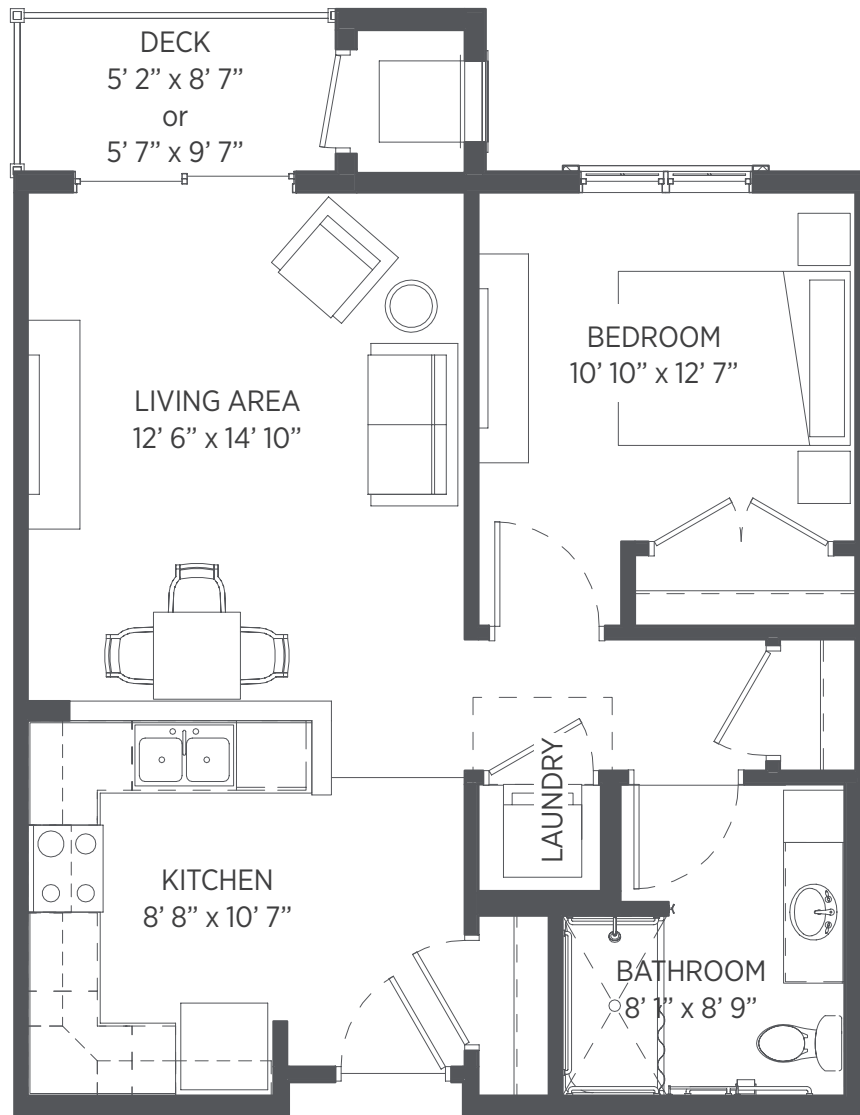 DECK
5’ 2” x 8’ 7”
or
5’ 7” x 9’ 7”
BEDROOM
10’ 10” x 12’ 7”
LIVING AREA
12’ 6” x 14’ 10”
LAUNDRY
KITCHEN
8’ 8” x 10’ 7”
BATHROOM
8’ 1” x 8’ 9”